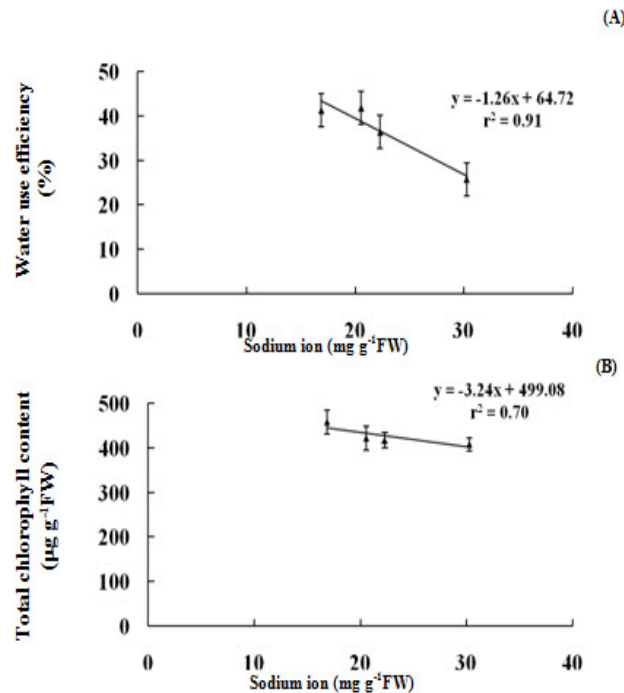 (A)
y = -1.26x + 64.72
r² = 0.91
Water use efficiency
(%)
50
40
30
20
10
0
0 10 20 30 40
Sodium ion (mg g⁻¹FW)
(B)
y = -3.24x + 499.08
r² = 0.70
Total chlorophyll content
(µg g⁻¹FW)
500
400
300
200
100
0
0 10 20 30 40
Sodium ion (mg g⁻¹FW)